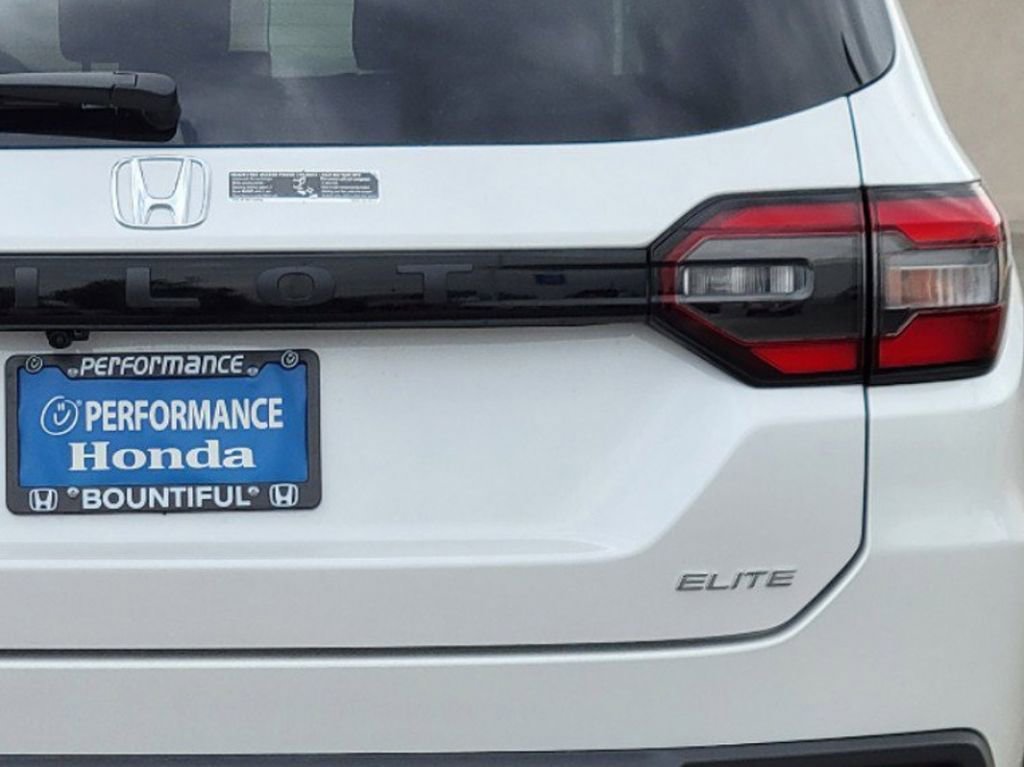 ILOT
PERFORMANCE
PERFORMANCE
Honda
BOUNTIFUL
ELITE